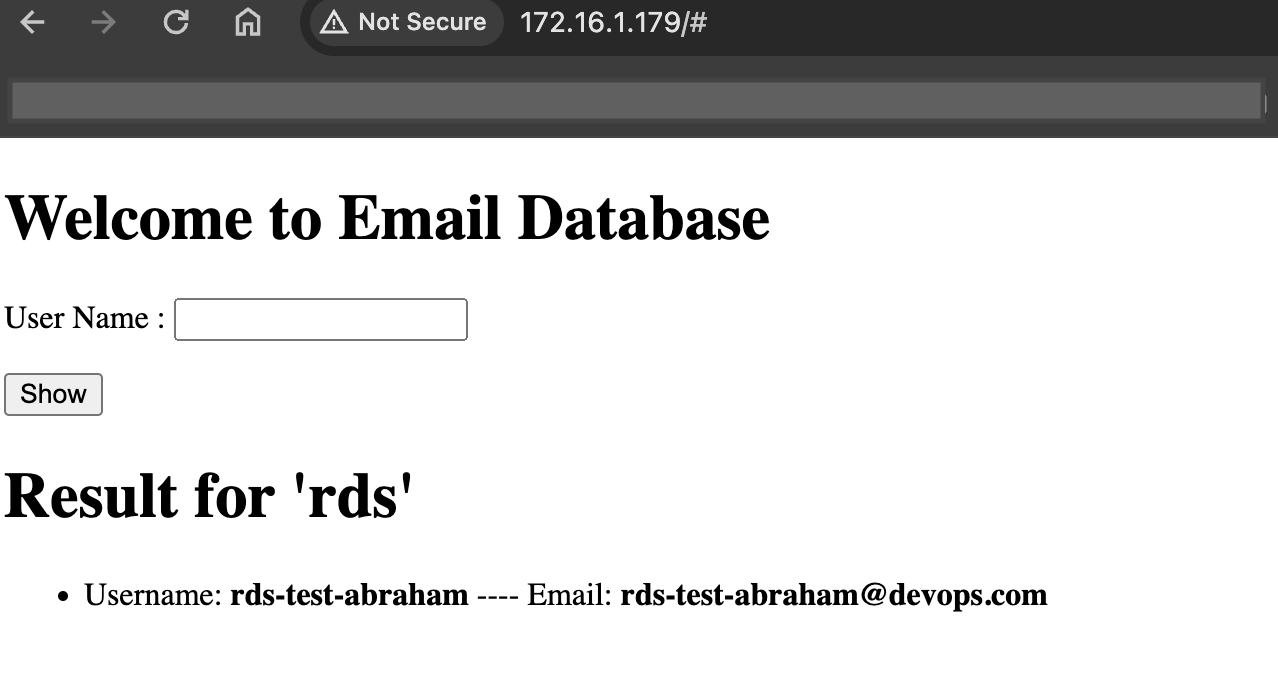 Not Secure 172.16.1.179/#
Welcome to Email Database
User Name :
Show
Result for 'rds'
• Username: rds-test-abraham ---- Email: rds-test-abraham@devops.com